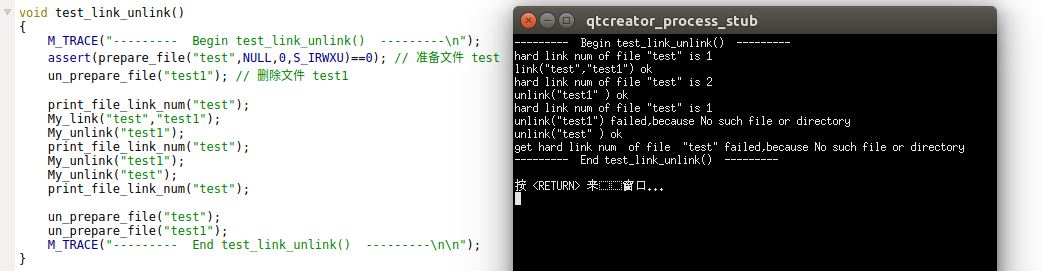 void test_link_unlink()
{
M_TRACE("---------  Begin test_link_unlink()  ---------\n");
assert(prepare_file("test",NULL,0,S_IRWXU)==0); // 准备文件 test
un_prepare_file("test1"); // 删除文件 test1
print_file_link_num("test");
My_link("test","test1");
My_unlink("test1");
print_file_link_num("test");
My_unlink("test1");
My_unlink("test");
print_file_link_num("test");
un_prepare_file("test");
un_prepare_file("test1");
M_TRACE("---------  End test_link_unlink()  ---------\n\n");
}
qtcreator_process_stub
---------  Begin test_link_unlink()  ---------
hard link num of file "test" is 1
link("test","test1") ok
hard link num of file "test" is 2
unlink("test1" ) ok
hard link num of file "test" is 1
unlink("test1") failed,because No such file or directory
unlink("test" ) ok
get hard link num  of file  "test" failed,because No such file or directory
---------  End test_link_unlink()  ---------
按 <RETURN> 来窗口...